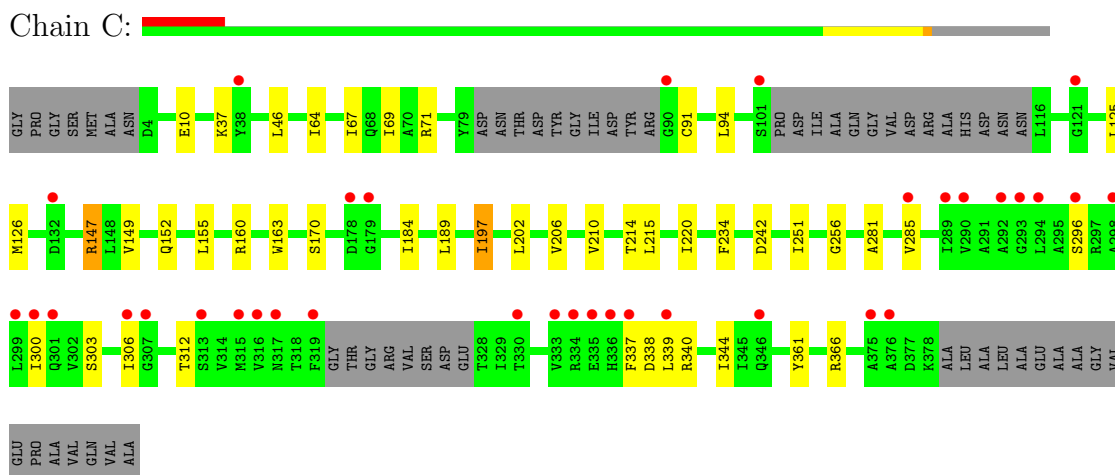 Chain C:
GLY PRO GLY SER MET ALA ASN D4 E10 K37 Y38 L46 I64 I67 Q68 I69 A70 R71 Y79 ASP ASN THR ASP TYR GLY ILE ASP TYR ARG G90 C91 L94 S101 PRO ASP ILE ALA GLN GLY VAL ASP ARG ALA HIS ASP ASN ASN L116 G121 L125
M126 D132 R147 L148 V149 Q152 L155 R160 W163 S170 D178 G179 I184 L189 I197 L202 V206 V210 T214 L215 I220 F234 D242 I251 G256 A281 V285 I289 V290 A291 A292 G293 L294 A295 S296 R297 A298
L299 I300 Q301 V302 S303 I306 G307 T312 S313 V314 M315 V316 N317 T318 F319 GLY THR GLY ARG VAL SER ASP GLU T328 I329 T330 V333 R334 E335 H336 F337 D338 L339 R340 I344 I345 Q346 Y361 R366 A375 A376 D377 K378 ALA LEU ALA ALA LEU ALA GLU ALA ALA GLY VAL
GLU PRO ALA VAL GLN VAL ALA